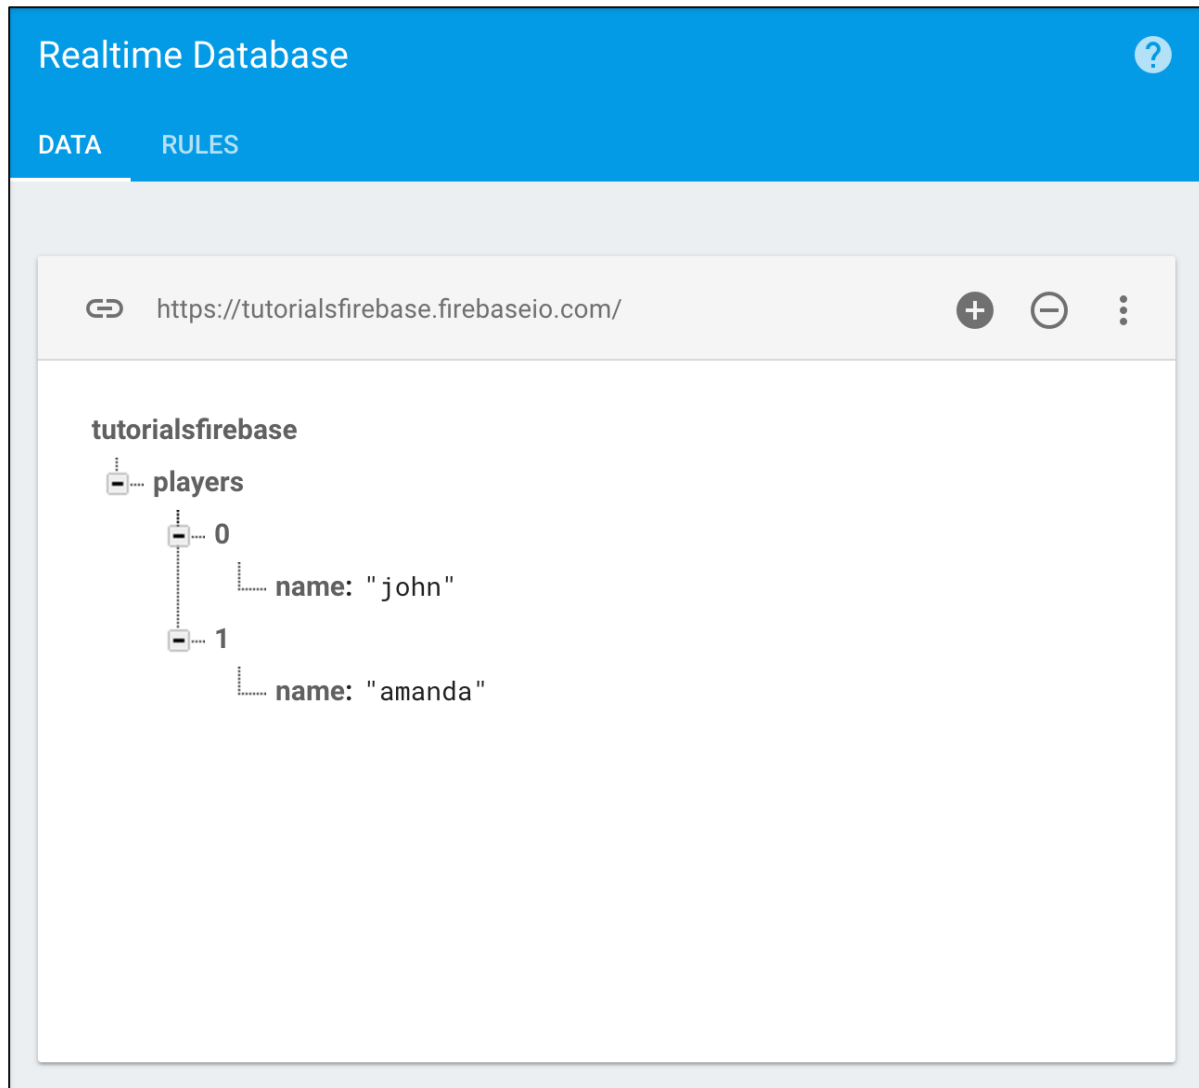 Realtime Database
?
DATA RULES
https://tutorialsfirebase.firebaseio.com/
tutorialsfirebase
players
0
name: "john"
1
name: "amanda"